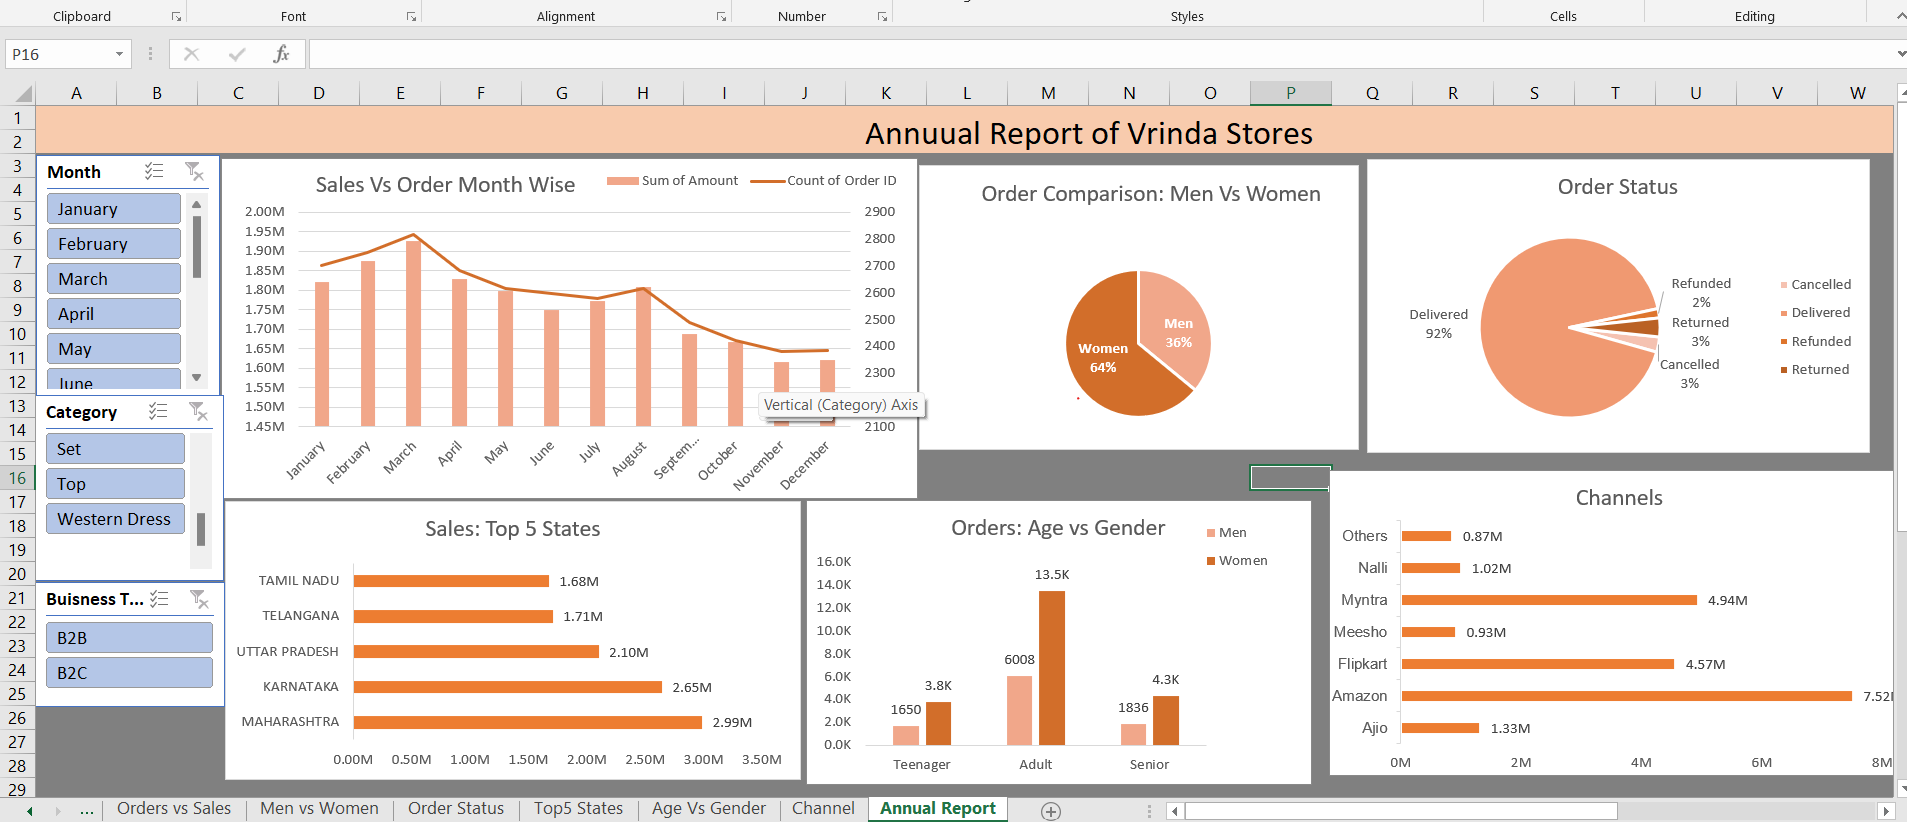 Clipboard
Font
Alignment
Number
Styles
Cells
Editing
P16
fx
A B C D E F G H I J K L M N O P Q R S T U V W
1
2
3
4
5
6
7
8
9
10
11
12
13
14
15
16
17
18
19
20
21
22
23
24
25
26
27
28
29
Annuual Report of Vrinda Stores
Month
January
February
March
April
May
June
Category
Set
Top
Western Dress
Buisness T...
B2B
B2C
Sales Vs Order Month Wise
Sum of Amount
Count of Order ID
2.00M
1.95M
1.90M
1.85M
1.80M
1.75M
1.70M
1.65M
1.60M
1.55M
1.50M
1.45M
2900
2800
2700
2600
2500
2400
2300
2100
January
February
March
April
May
June
July
August
Septem...
October
November
December
Vertical (Category) Axis
Order Comparison: Men Vs Women
Men
36%
Women
64%
Order Status
Delivered
92%
Refunded
2%
Returned
3%
Cancelled
3%
Cancelled
Delivered
Refunded
Returned
Sales: Top 5 States
TAMIL NADU 1.68M
TELANGANA 1.71M
UTTAR PRADESH 2.10M
KARNATAKA 2.65M
MAHARASHTRA 2.99M
0.00M 0.50M 1.00M 1.50M 2.00M 2.50M 3.00M 3.50M
Orders: Age vs Gender
Men
Women
16.0K
14.0K
12.0K
10.0K
8.0K
6.0K
4.0K
2.0K
0.0K
1650
3.8K
6008
13.5K
1836
4.3K
Teenager Adult Senior
Channels
Others 0.87M
Nalli 1.02M
Myntra 4.94M
Meesho 0.93M
Flipkart 4.57M
Amazon 7.52
Ajio 1.33M
0M 2M 4M 6M 8M
... Orders vs Sales Men vs Women Order Status Top5 States Age Vs Gender Channel Annual Report